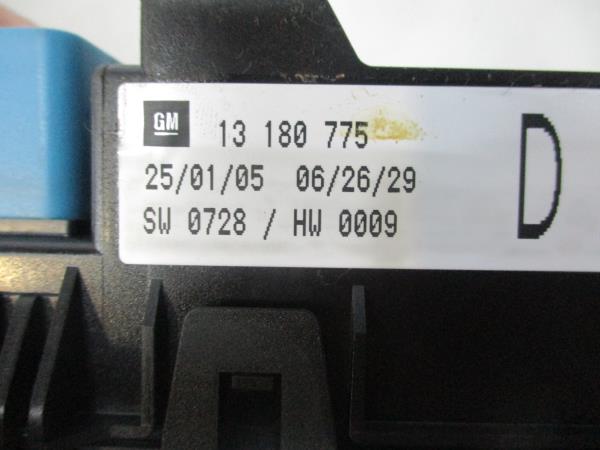 GM 13 180 775
25/01/05 06/26/29
SW 0728 / HW 0009
D